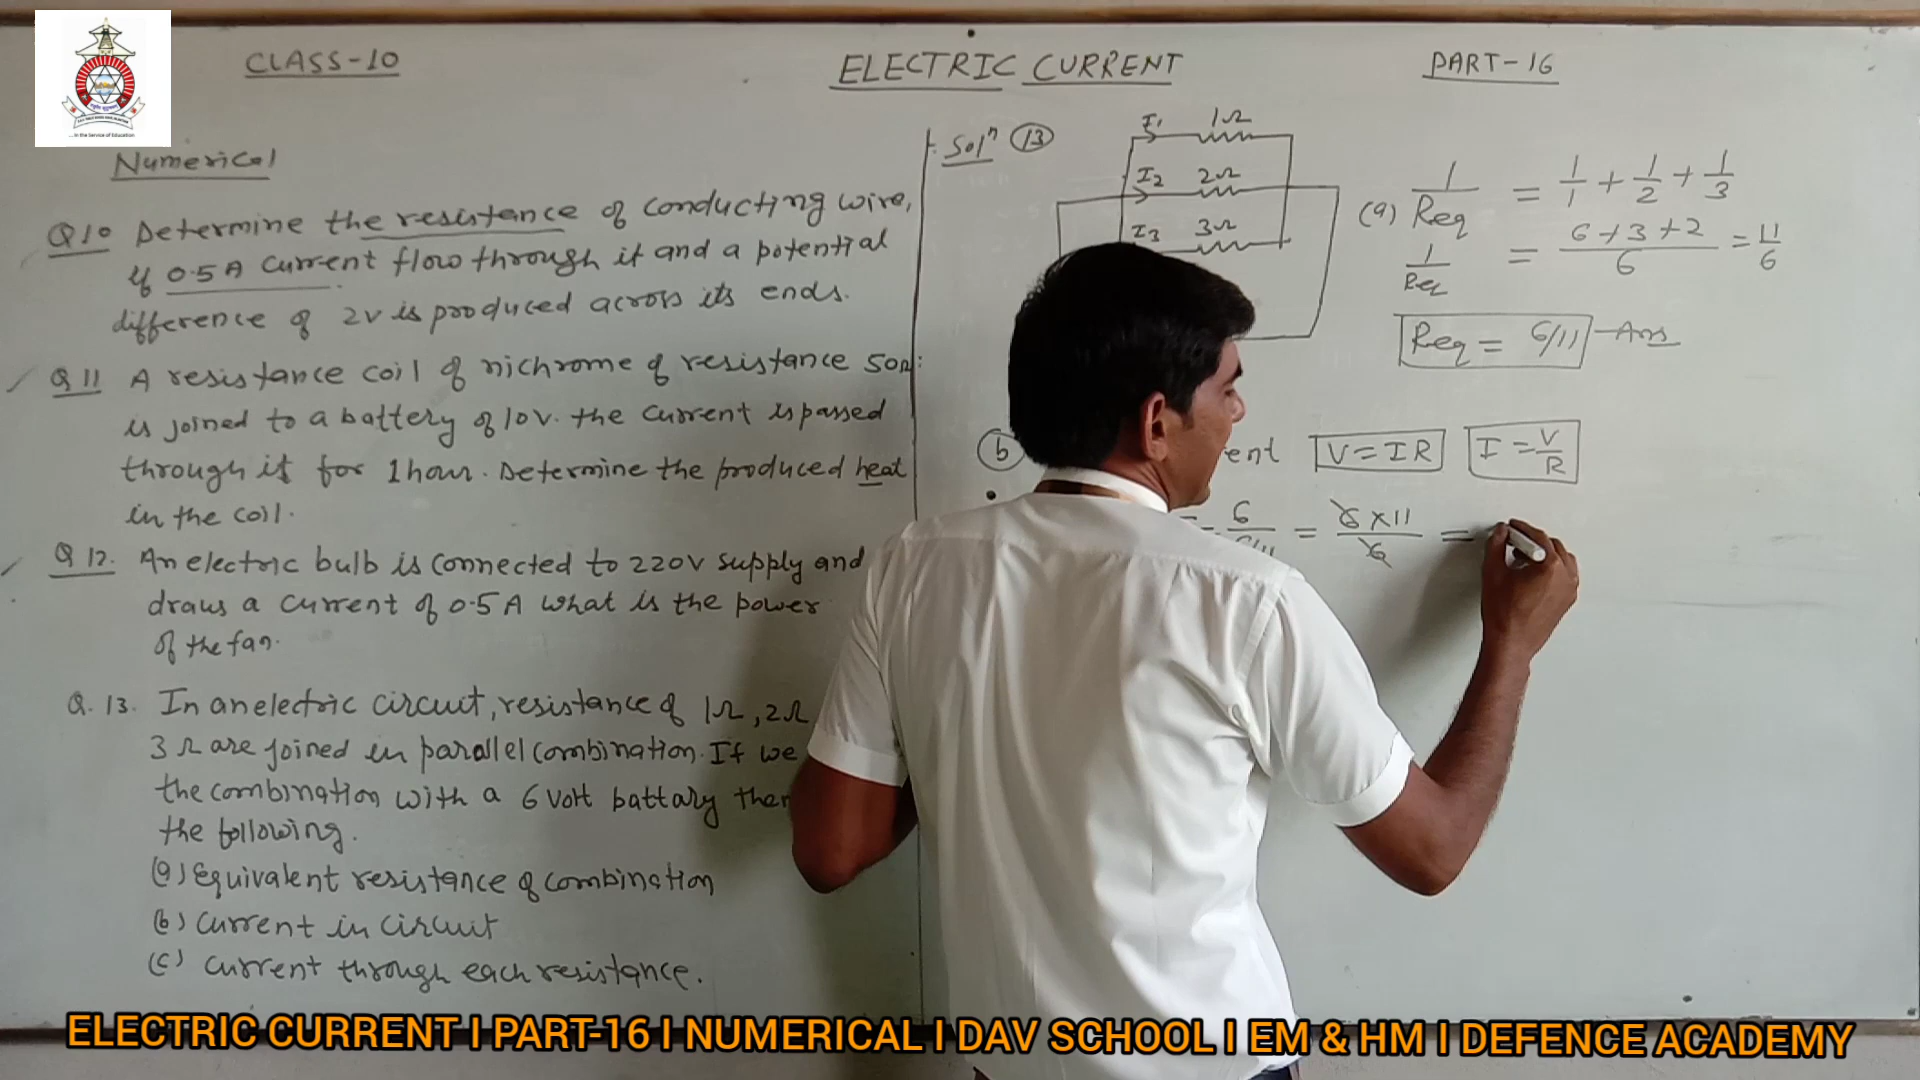 CLASS-10
ELECTRIC CURRENT
PART-16
Numerical
Q10 Determine the resistance of conducting wire,
if 0.5A current flow through it and a potential
difference of 2V is produced across its ends.
Q11 A resistance coil of nichrome of resistance 50Ω
is joined to a battery of 10V. the current is passed
through it for 1 hour. Determine the produced heat
in the coil.
Q12. An electric bulb is connected to 220V supply and
draws a current of 0.5A what is the power
of the fan.
Q.13. In an electric circuit, resistance of 1Ω, 2Ω
3Ω are joined in parallel combination. If we
the combination with a 6 volt battary then
the following.
(a) Equivalent resistance of combination
(b) Current in circuit
(c) Current through each resistance.
Solⁿ 13
I1 1Ω
I2 2Ω
I3 3Ω
(a) 1/Req = 1/1 + 1/2 + 1/3
1/Req = 6+3+2/6 = 11/6
Req = 6/11 Ans
b
V = IR I = V/R
= 6/6/11 = 6×11/6 =
ELECTRIC CURRENT I PART-16 I NUMERICAL I DAV SCHOOL I EM & HM I DEFENCE ACADEMY